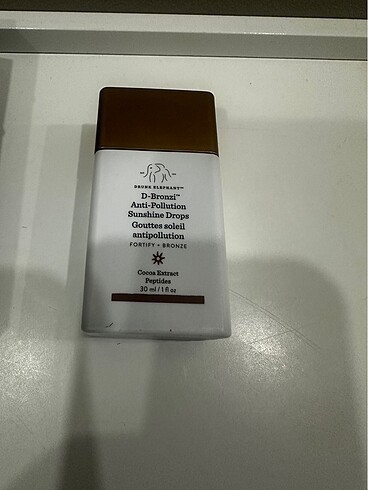 DRUNK ELEPHANT™
D-Bronzi™
Anti-Pollution
Sunshine Drops
Gouttes soleil
antipollution
FORTIFY + BRONZE
Cocoa Extract
Peptides
30 ml / 1 fl oz